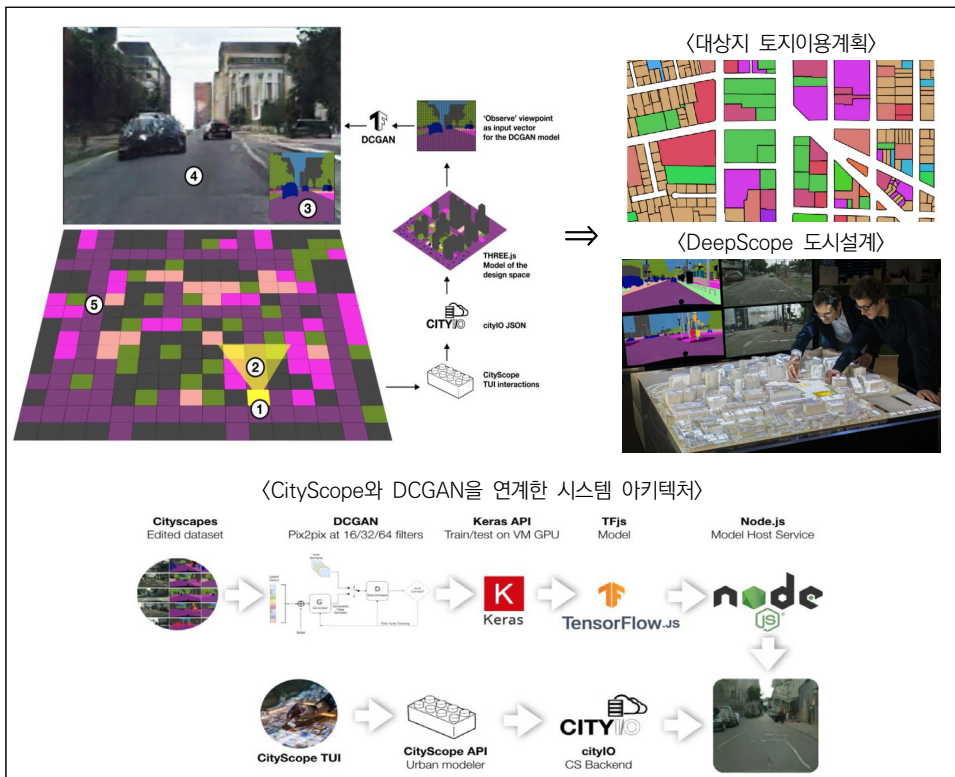 〈대상지 토지이용계획〉
DCGAN
'Observe' viewpoint
as input vector
for the DCGAN model
4
3
THREE.js
Model of the
design space
⇒
〈DeepScope 도시설계〉
5
2
1
CITY I/O
cityIO JSON
CityScope
TUI interactions
〈CityScope와 DCGAN을 연계한 시스템 아키텍처〉
Cityscapes
Edited dataset
DCGAN
Pix2pix at 16/32/64 filters
Keras API
Train/test on VM GPU
TFjs
Model
Node.js
Model Host Service
D
G
K
Keras
TensorFlow.JS
node
JS
CityScope TUI
CityScope API
Urban modeler
CITY I/O
cityIO
CS Backend